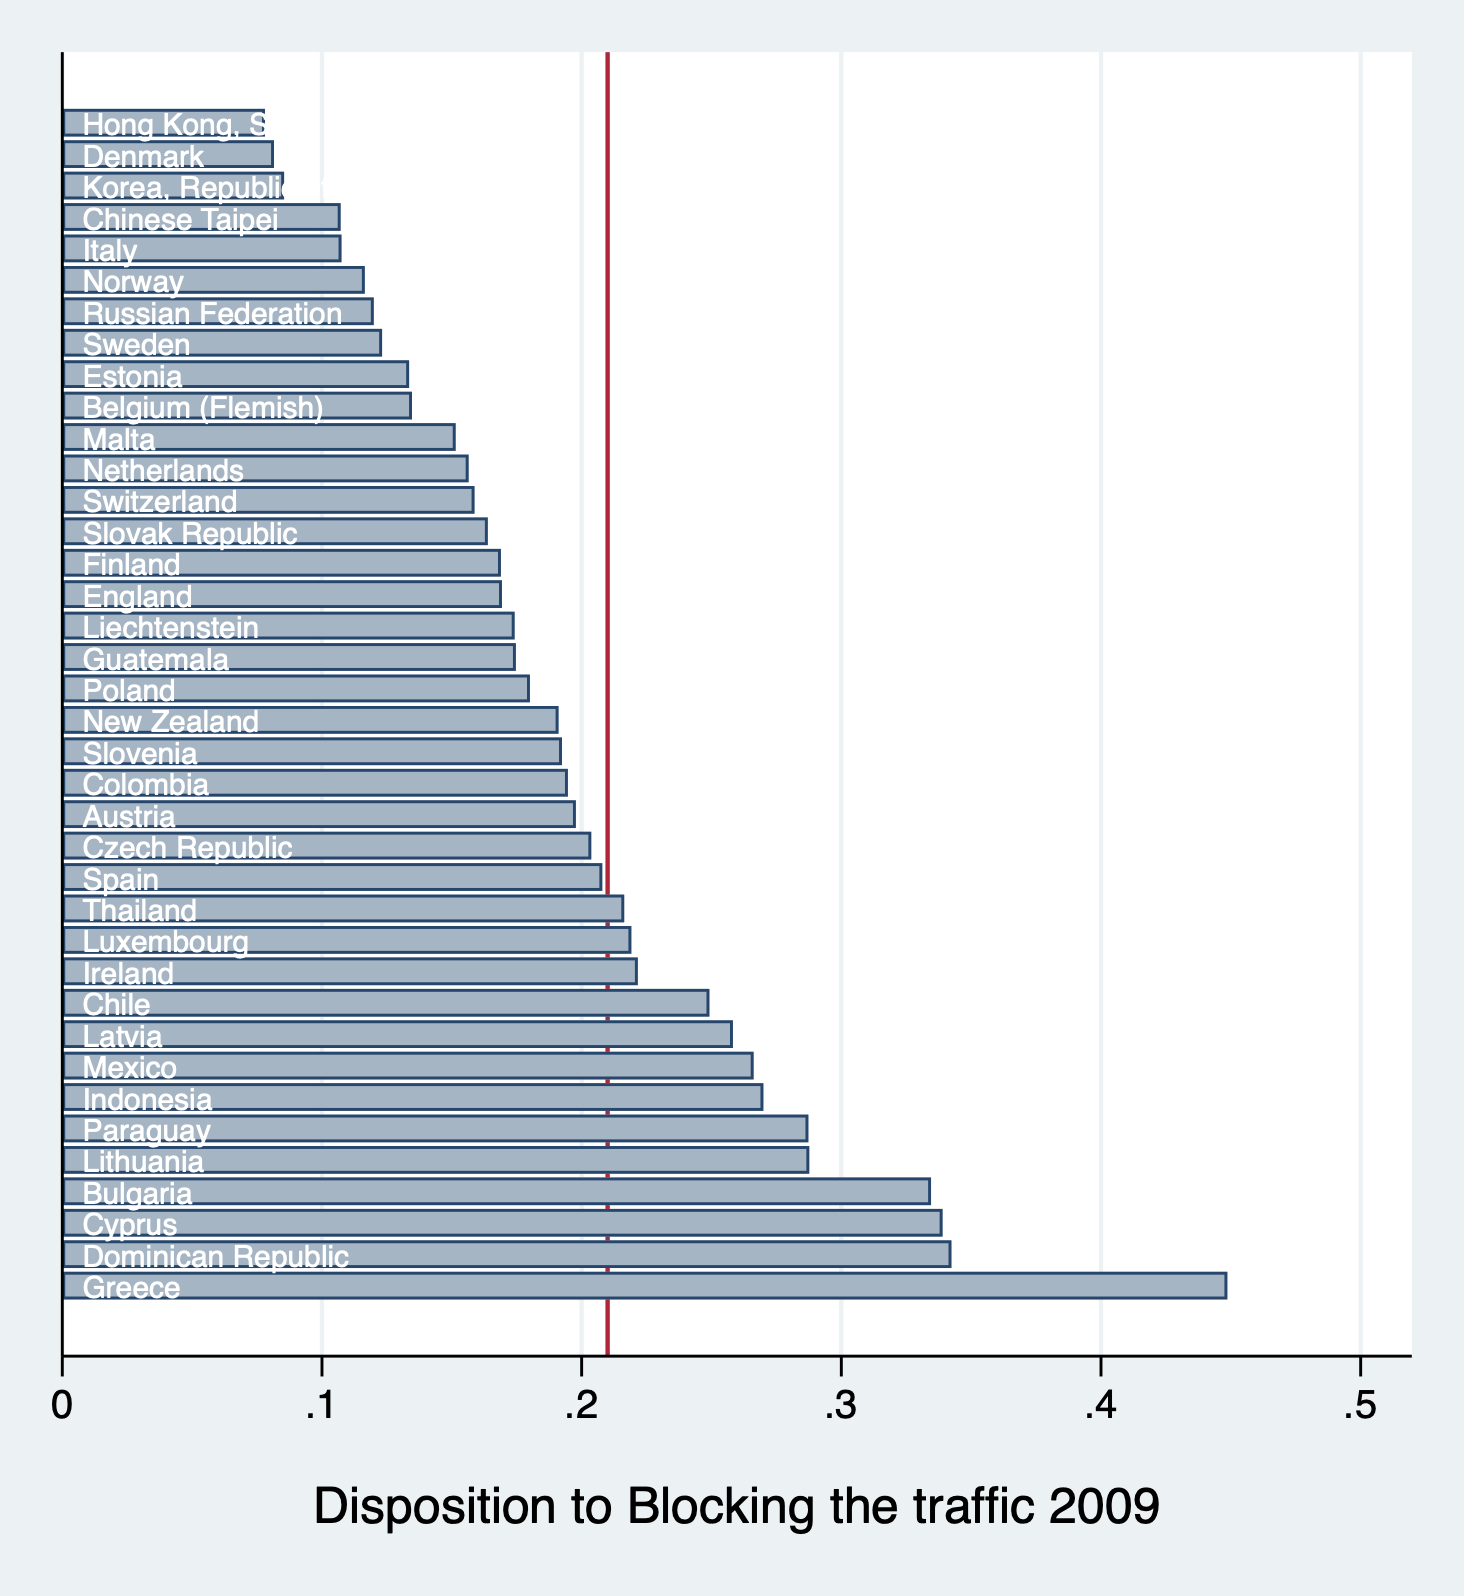 Hong Kong, S
Denmark
Korea, Republic
Chinese Taipei
Italy
Norway
Russian Federation
Sweden
Estonia
Belgium (Flemish)
Malta
Netherlands
Switzerland
Slovak Republic
Finland
England
Liechtenstein
Guatemala
Poland
New Zealand
Slovenia
Colombia
Austria
Czech Republic
Spain
Thailand
Luxembourg
Ireland
Chile
Latvia
Mexico
Indonesia
Paraguay
Lithuania
Bulgaria
Cyprus
Dominican Republic
Greece
0 .1 .2 .3 .4 .5
Disposition to Blocking the traffic 2009